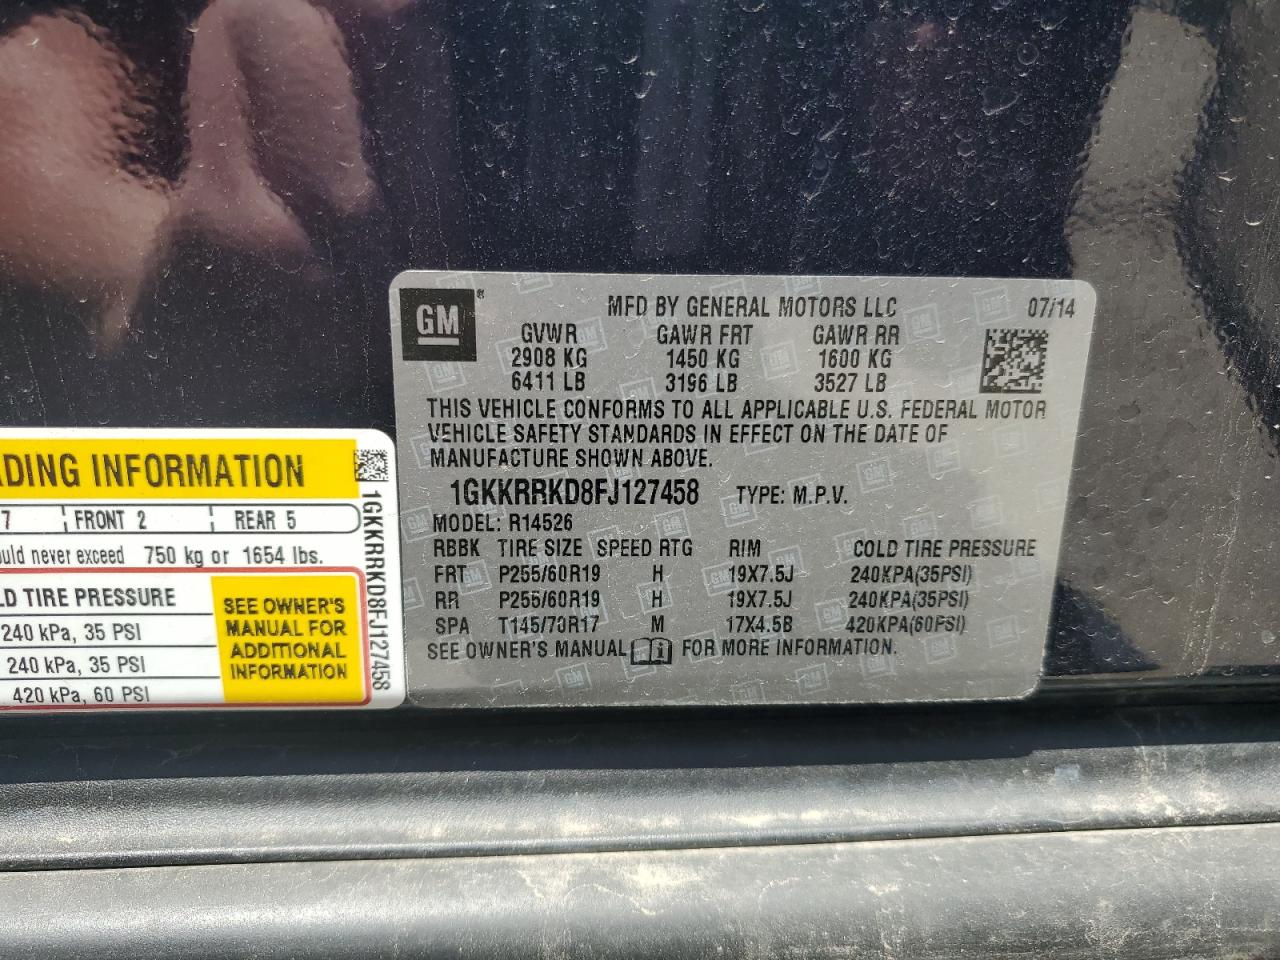 GM ®
MFD BY GENERAL MOTORS LLC 07/14
GVWR GAWR FRT GAWR RR
2908 KG 1450 KG 1600 KG
6411 LB 3196 LB 3527 LB
THIS VEHICLE CONFORMS TO ALL APPLICABLE U.S. FEDERAL MOTOR
VEHICLE SAFETY STANDARDS IN EFFECT ON THE DATE OF
MANUFACTURE SHOWN ABOVE.
1GKKRRKD8FJ127458 TYPE: M.P.V.
MODEL: R14526
RBBK TIRE SIZE SPEED RTG RIM COLD TIRE PRESSURE
FRT P255/60R19 H 19X7.5J 240KPA(35PSI)
RR P255/60R19 H 19X7.5J 240KPA(35PSI)
SPA T145/70R17 M 17X4.5B 420KPA(60PSI)
SEE OWNER'S MANUAL i FOR MORE INFORMATION.
ADING INFORMATION
7 FRONT 2 REAR 5
ould never exceed 750 kg or 1654 lbs.
LD TIRE PRESSURE
240 kPa, 35 PSI
240 kPa, 35 PSI
420 kPa, 60 PSI
SEE OWNER'S
MANUAL FOR
ADDITIONAL
INFORMATION
1GKKRRKD8FJ127458